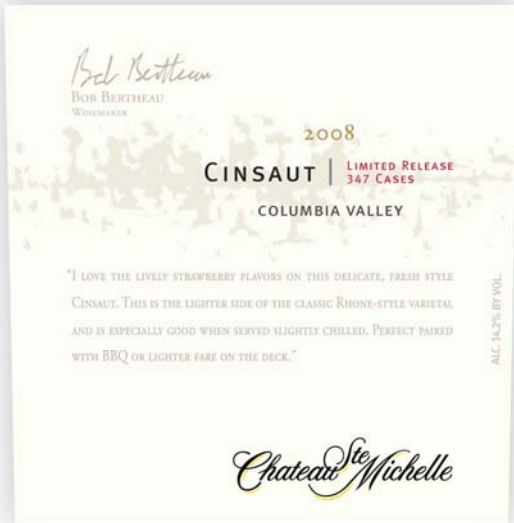 Bob Bertheau
BOB BERTHEAU
WINEMAKER
2008
CINSAUT | LIMITED RELEASE
347 CASES
COLUMBIA VALLEY
"I LOVE THE LIVELY STRAWBERRY FLAVORS ON THIS DELICATE, FRESH STYLE
CINSAUT. THIS IS THE LIGHTER SIDE OF THE CLASSIC RHONE-STYLE VARIETAL
AND IS ESPECIALLY GOOD WHEN SERVED SLIGHTLY CHILLED. PERFECT PAIRED
WITH BBQ OR LIGHTER FARE ON THE DECK."
ALC. 14.2% BY VOL.
Chateau Ste Michelle